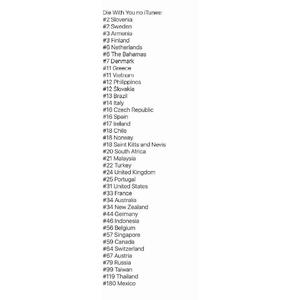 Die With You no iTunes:
#2 Slovenia
#2 Sweden
#3 Armenia
#3 Finland
#6 Netherlands
#6 The Bahamas
#7 Denmark
#11 Greece
#11 Vietnam
#12 Philippines
#12 Slovakia
#13 Brazil
#14 Italy
#16 Czech Republic
#16 Spain
#17 Ireland
#18 Chile
#18 Norway
#18 Saint Kitts and Nevis
#20 South Africa
#21 Malaysia
#22 Turkey
#24 United Kingdom
#25 Portugal
#31 United States
#33 France
#34 Australia
#34 New Zealand
#44 Germany
#46 Indonesia
#56 Belgium
#57 Singapore
#59 Canada
#64 Switzerland
#67 Austria
#79 Russia
#99 Taiwan
#119 Thailand
#180 Mexico